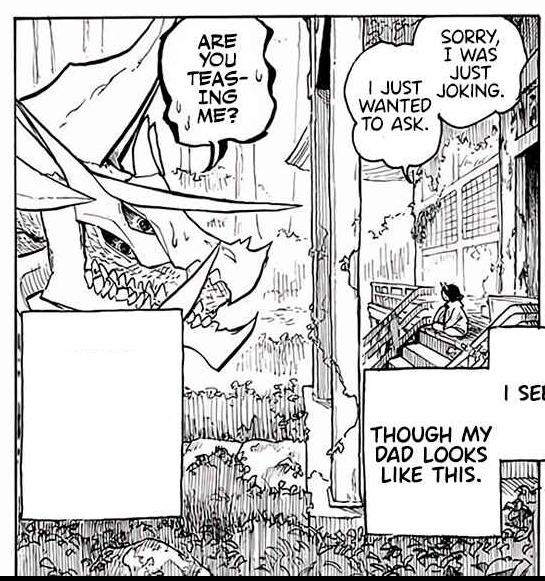 SORRY,
I WAS
JUST
JOKING.
I JUST
WANTED
TO ASK.
ARE
YOU
TEAS-
ING
ME?
I SE
THOUGH MY
DAD LOOKS
LIKE THIS.